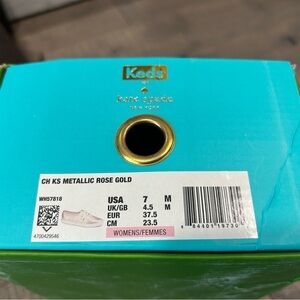 Keds
kate spade
NEW YORK
CH KS METALLIC ROSE GOLD
WH57818
USA 7 M
UK/GB 4.5 M
EUR 37.5
CM 23.5
WOMENS/FEMMES
4700429546